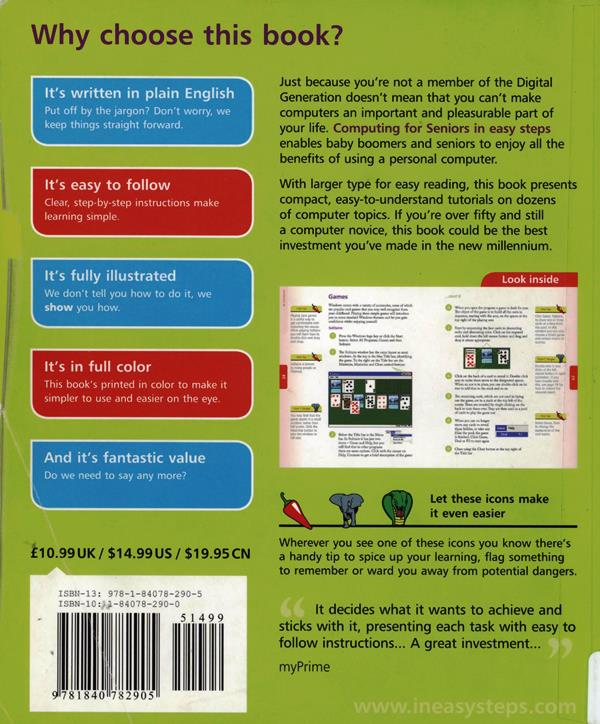 Why choose this book?
It's written in plain English
Put off by the jargon? Don't worry, we
keep things straight forward.
It's easy to follow
Clear, step-by-step instructions make
learning simple.
It's fully illustrated
We don't tell you how to do it, we
show you how.
It's in full color
This book's printed in color to make it
simpler to use and easier on the eye.
And it's fantastic value
Do we need to say any more?
£10.99UK / $14.99US / $19.95CN
ISBN-13: 978-1-84078-290-5
ISBN-10: 1-84078-290-0
51499
9781840782905
Just because you're not a member of the Digital
Generation doesn't mean that you can't make
computers an important and pleasurable part of
your life. Computing for Seniors in easy steps
enables baby boomers and seniors to enjoy all the
benefits of using a personal computer.
With larger type for easy reading, this book presents
compact, easy-to-understand tutorials on dozens
of computer topics. If you're over fifty and still
a computer novice, this book could be the best
investment you've made in the new millennium.
Look inside
Games
Solitaire
Let these icons make
it even easier
Wherever you see one of these icons you know there's
a handy tip to spice up your learning, flag something
to remember or ward you away from potential dangers.
“ It decides what it wants to achieve and
sticks with it, presenting each task with easy to
follow instructions... A great investment... ”
myPrime
www.ineasysteps.com